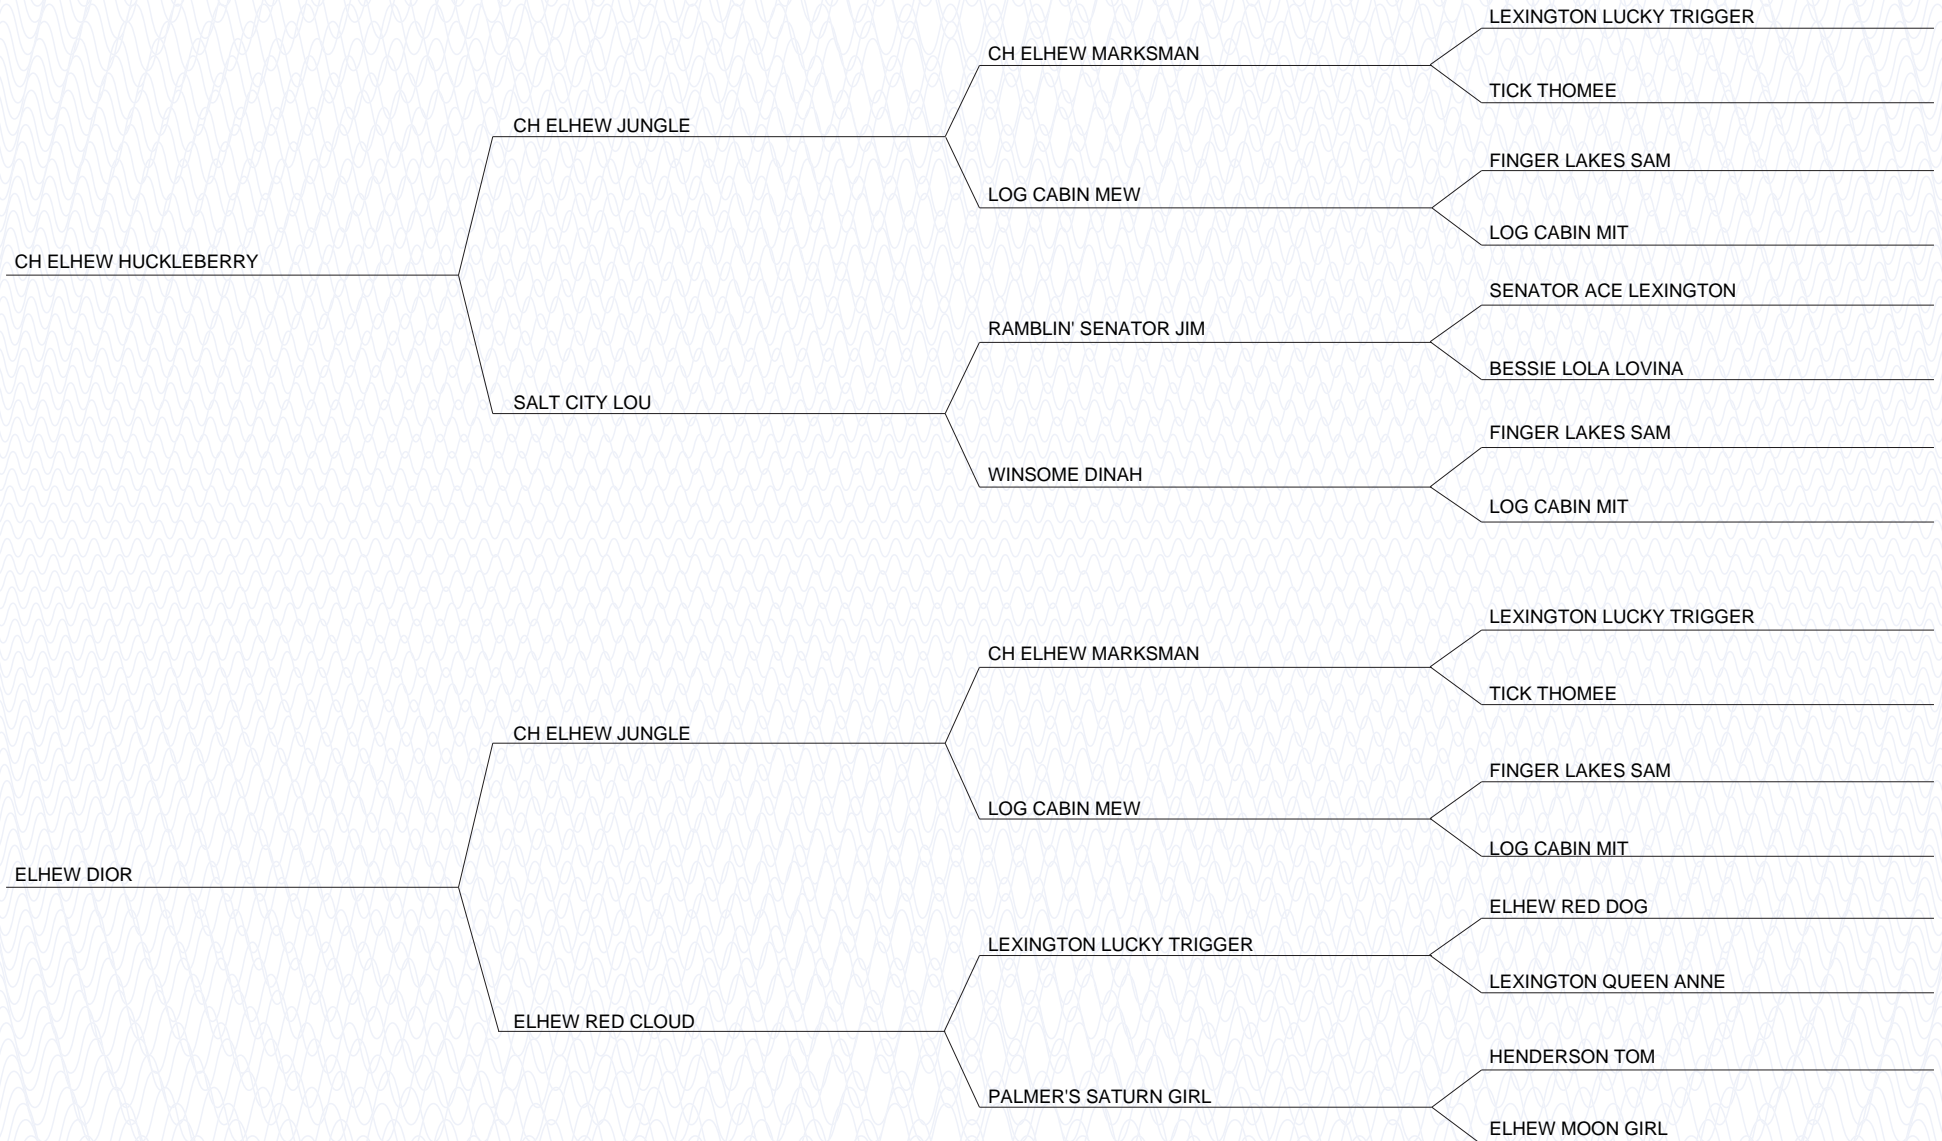 LEXINGTON LUCKY TRIGGER
CH ELHEW MARKSMAN
TICK THOMEE
CH ELHEW JUNGLE
FINGER LAKES SAM
LOG CABIN MEW
LOG CABIN MIT
CH ELHEW HUCKLEBERRY
SENATOR ACE LEXINGTON
RAMBLIN' SENATOR JIM
BESSIE LOLA LOVINA
SALT CITY LOU
FINGER LAKES SAM
WINSOME DINAH
LOG CABIN MIT
LEXINGTON LUCKY TRIGGER
CH ELHEW MARKSMAN
TICK THOMEE
CH ELHEW JUNGLE
FINGER LAKES SAM
LOG CABIN MEW
LOG CABIN MIT
ELHEW DIOR
ELHEW RED DOG
LEXINGTON LUCKY TRIGGER
LEXINGTON QUEEN ANNE
ELHEW RED CLOUD
HENDERSON TOM
PALMER'S SATURN GIRL
ELHEW MOON GIRL